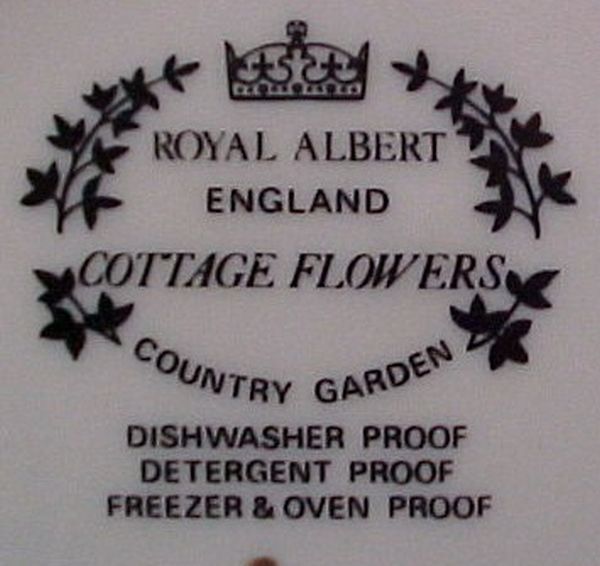 ROYAL ALBERT
ENGLAND
COTTAGE FLOWERS
COUNTRY GARDEN
DISHWASHER PROOF
DETERGENT PROOF
FREEZER & OVEN PROOF